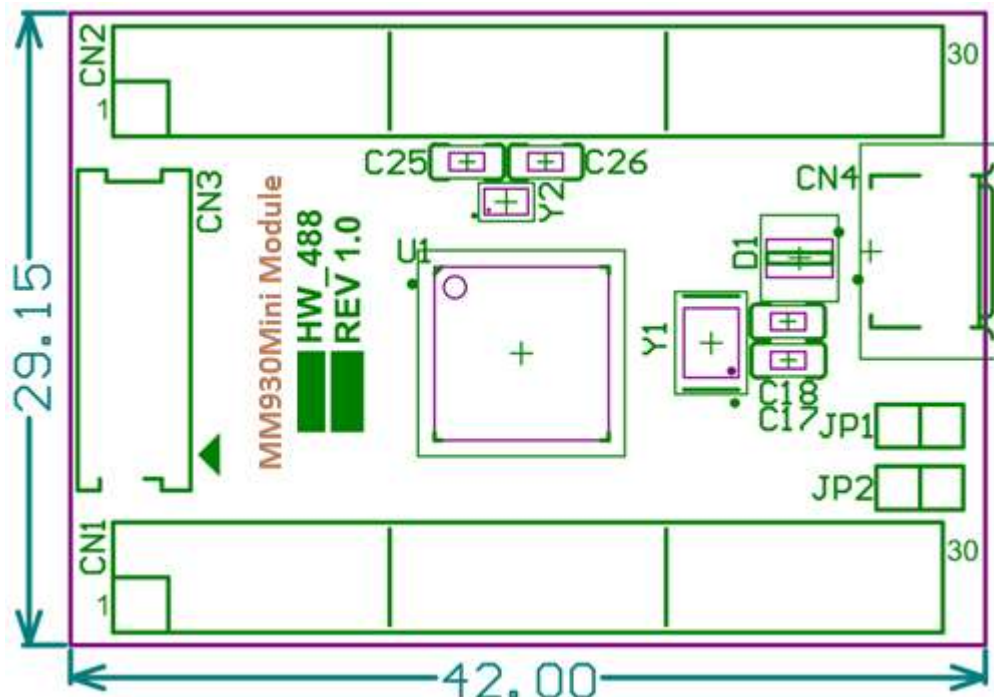 CN2
1
30
C25
C26
Y2
CN4
CN3
MM930Mini Module
HW_488
REV 1.0
U1
D1
Y1
C18
C17
JP1
JP2
29.15
CN1
1
30
42.00